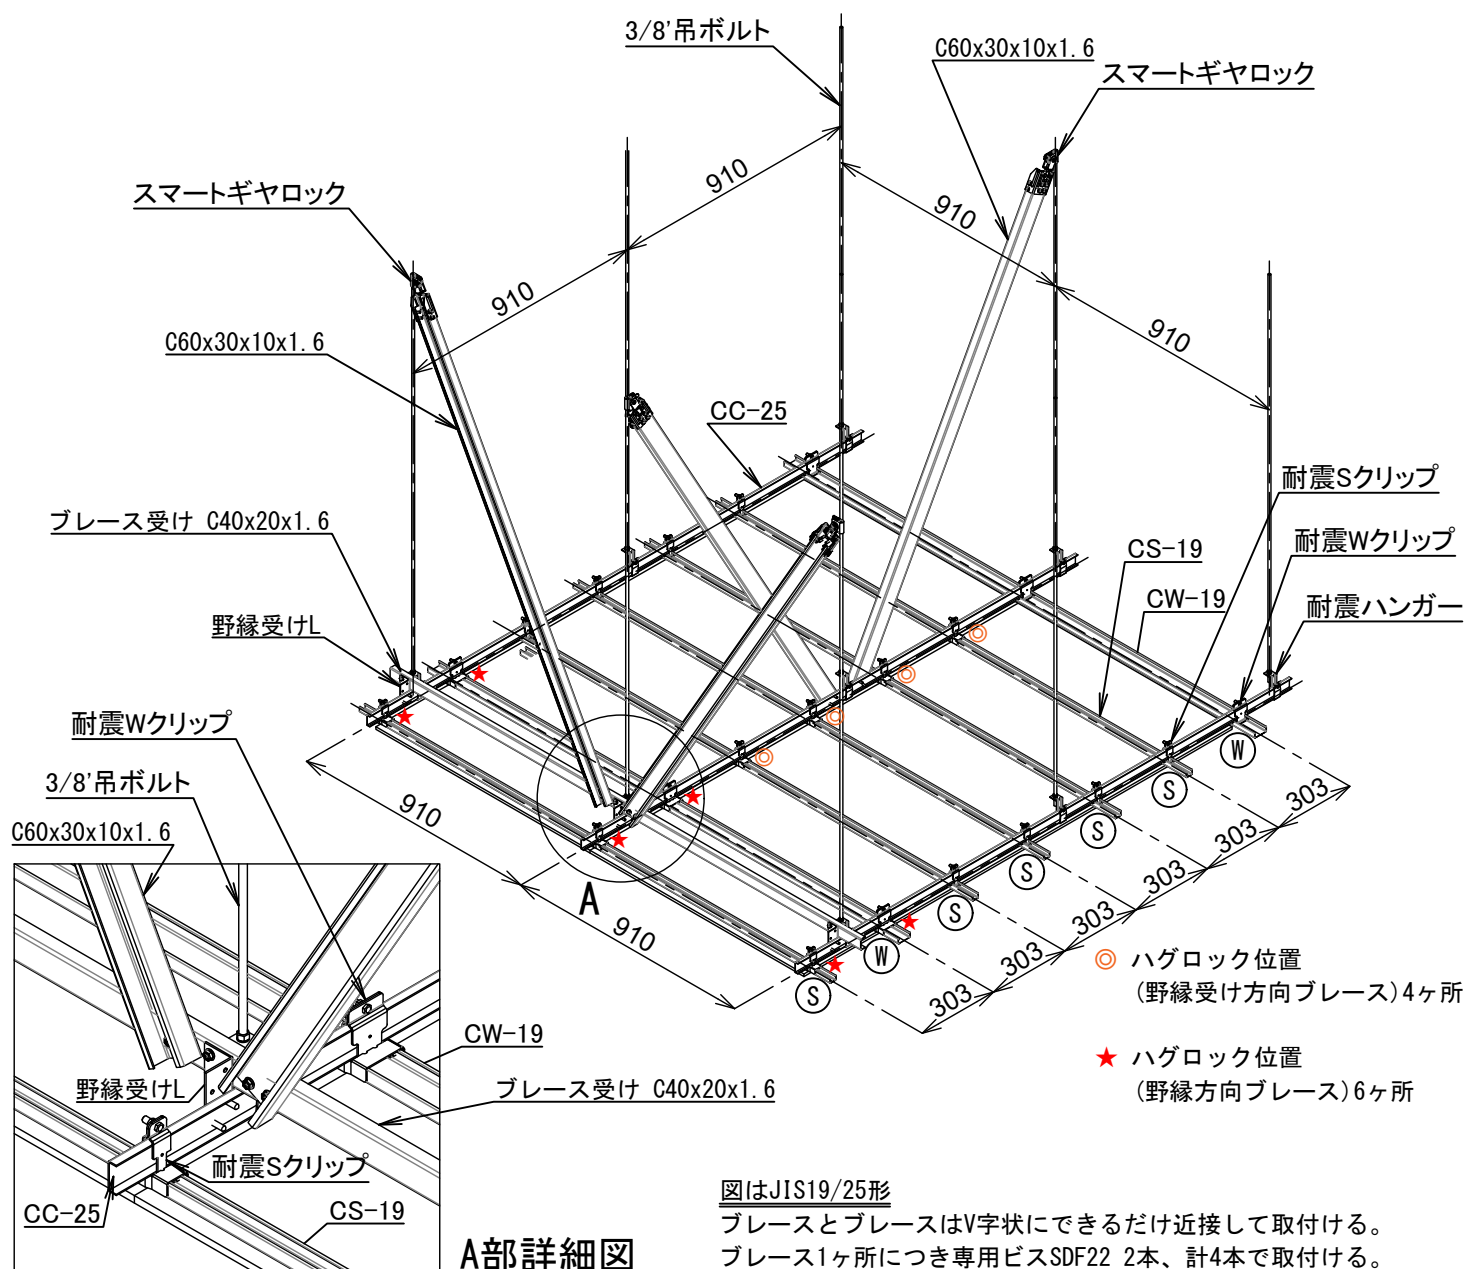 3/8'吊ボルト
C60x30x10x1.6
スマートギヤロック
910
910
スマートギヤロック
910
910
C60x30x10x1.6
CC-25
耐震Sクリップ
ブレース受け C40x20x1.6
CS-19
耐震Wクリップ
CW-19
野縁受けL
耐震ハンガー
耐震Wクリップ
3/8'吊ボルト
C60x30x10x1.6
910
A
910
W
S
S
S
S
W
S
303
303
303
303
303
303
◎ ハグロック位置
(野縁受け方向ブレース)4ヶ所
★ ハグロック位置
(野縁方向ブレース)6ヶ所
CW-19
野縁受けL
ブレース受け C40x20x1.6
耐震Sクリップ
CC-25
CS-19
A部詳細図
図はJIS19/25形
ブレースとブレースはV字状にできるだけ近接して取付ける。
ブレース1ヶ所につき専用ビスSDF22 2本、計4本で取付ける。